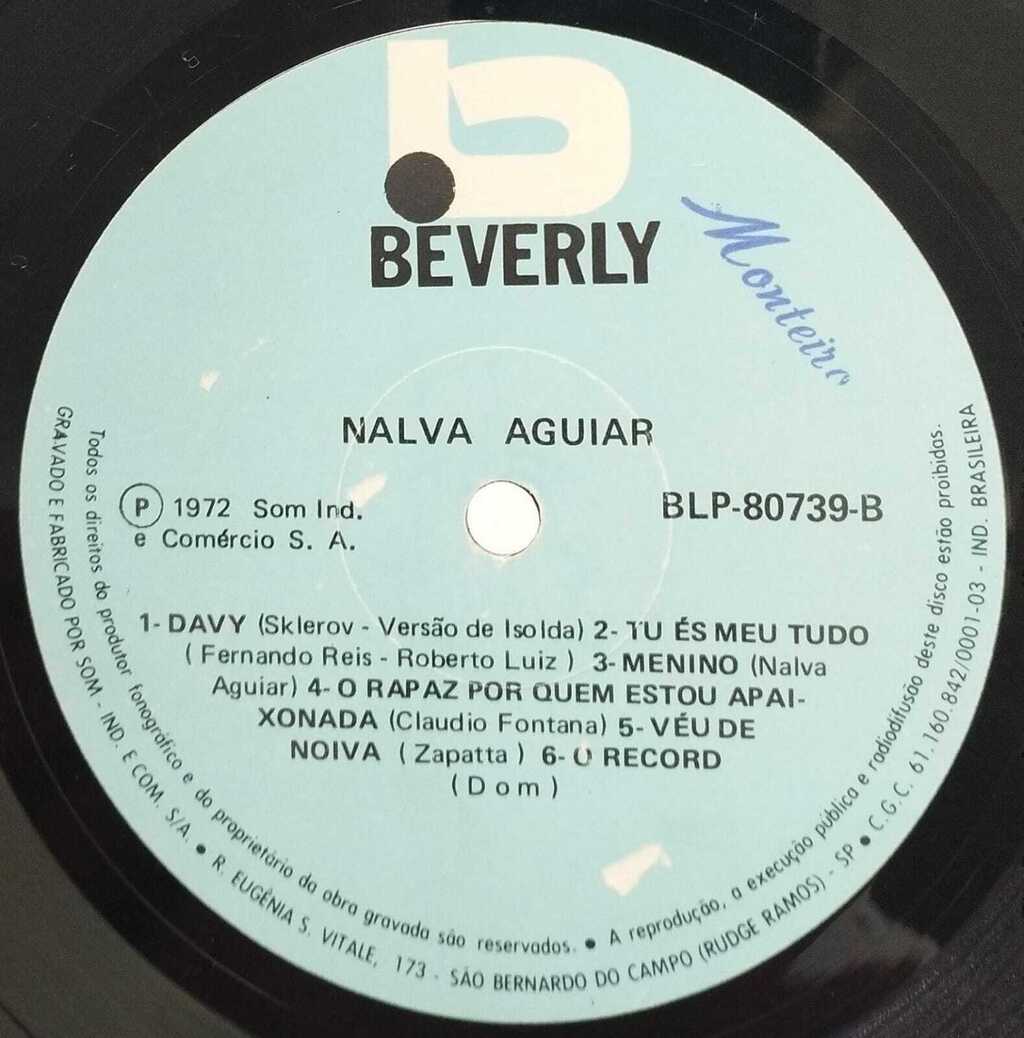 b
BEVERLY
Monteiro
NALVA AGUIAR
P 1972 Som Ind.
e Comércio S. A.
BLP-80739-B
1- DAVY (Sklerov - Versão de Isolda) 2- TU ÉS MEU TUDO
( Fernando Reis - Roberto Luiz ) 3- MENINO (Nalva
Aguiar) 4- O RAPAZ POR QUEM ESTOU APAI-
XONADA (Claudio Fontana) 5- VÉU DE
NOIVA ( Zapatta ) 6- O RECORD
( Dom )
Todos os direitos do produtor fonográfico e do proprietário da obra gravada são reservados. • A reprodução, a execução pública e radiodifusão deste disco estão proibidas.
GRAVADO E FABRICADO POR SOM - IND. E COM. S/A. • R. EUGÊNIA S. VITALE, 173 - SÃO BERNARDO DO CAMPO (RUDGE RAMOS) - SP • C.G.C. 61.160.842/0001-03 - IND. BRASILEIRA